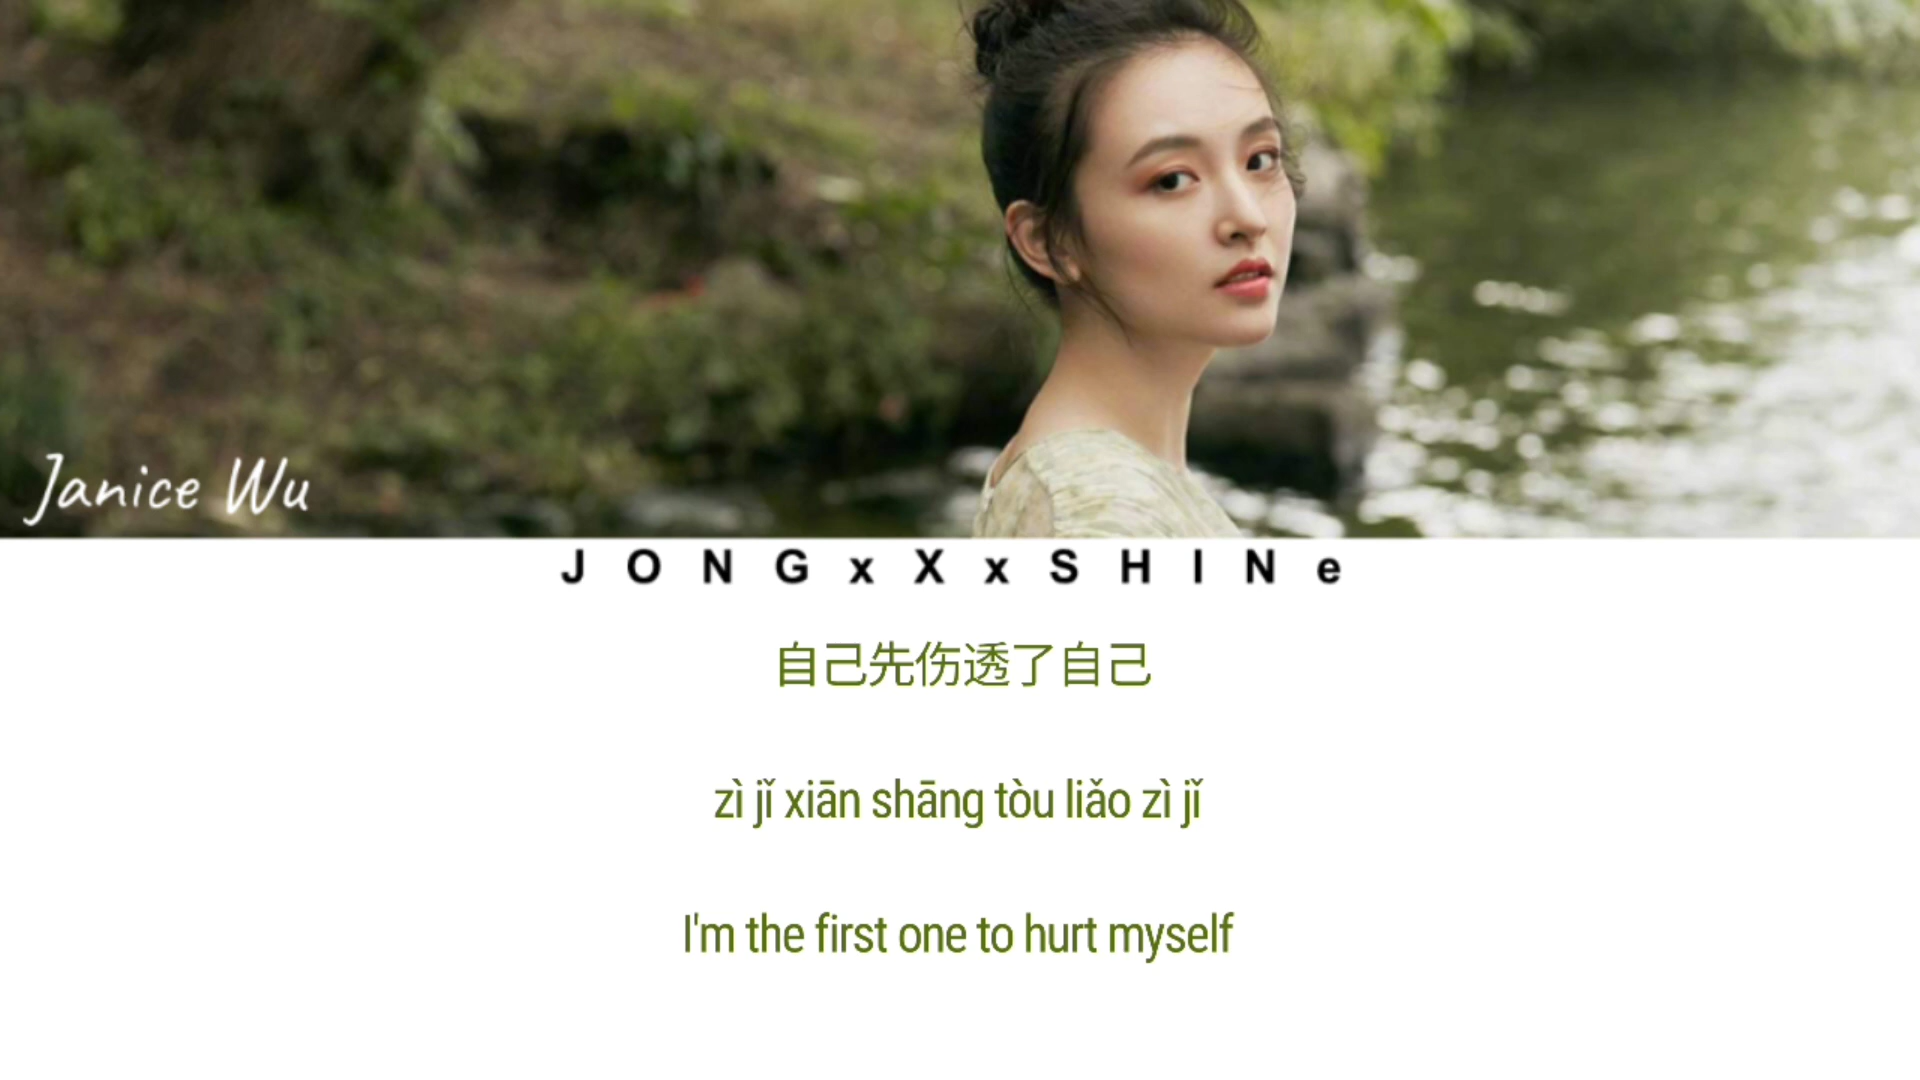 Janice Wu
J O N G x X x S H I N e
自己先伤透了自己
zì jǐ xiān shāng tòu liǎo zì jǐ
I'm the first one to hurt myself